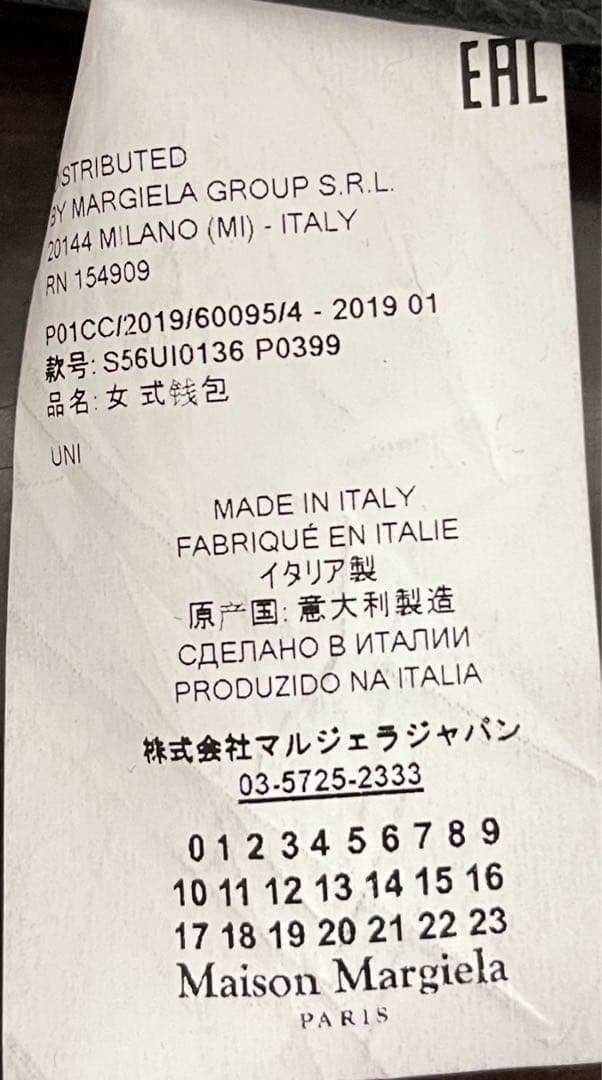 EAC
ISTRIBUTED
BY MARGIELA GROUP S.R.L.
20144 MILANO (MI) - ITALY
RN 154909
P01CC/2019/60095/4 - 2019 01
款号: S56UI0136 P0399
品名: 女 式钱包
UNI
MADE IN ITALY
FABRIQUÉ EN ITALIE
イタリア製
原产国: 意大利製造
СДЕЛАНО В ИТАЛИИ
PRODUZIDO NA ITALIA
株式会社マルジェラジャパン
03-5725-2333
0 1 2 3 4 5 6 7 8 9
10 11 12 13 14 15 16
17 18 19 20 21 22 23
Maison Margiela
PARIS